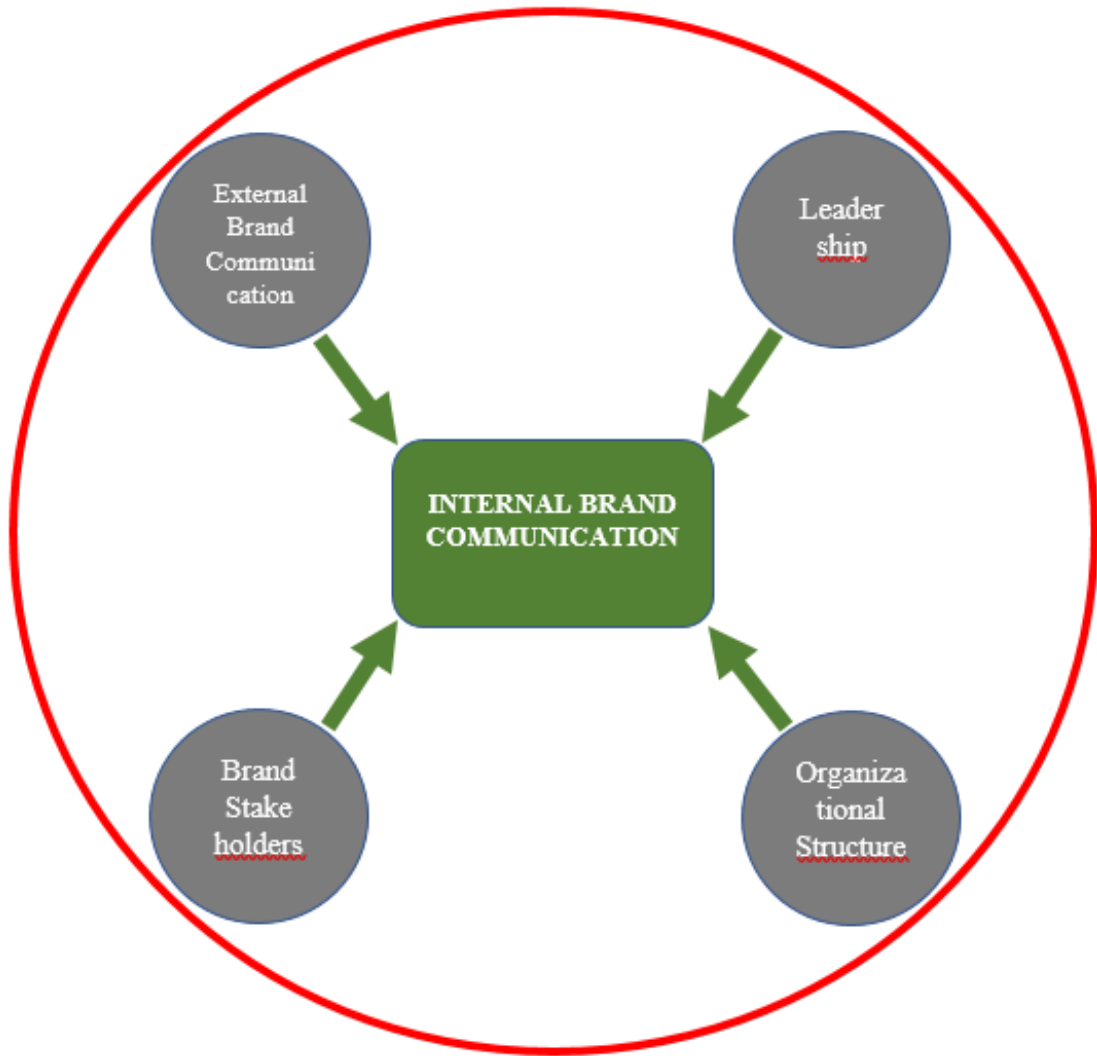 External
Brand
Communi
cation
Leader
ship
INTERNAL BRAND
COMMUNICATION
Brand
Stake
holders
Organiza
tional
Structure